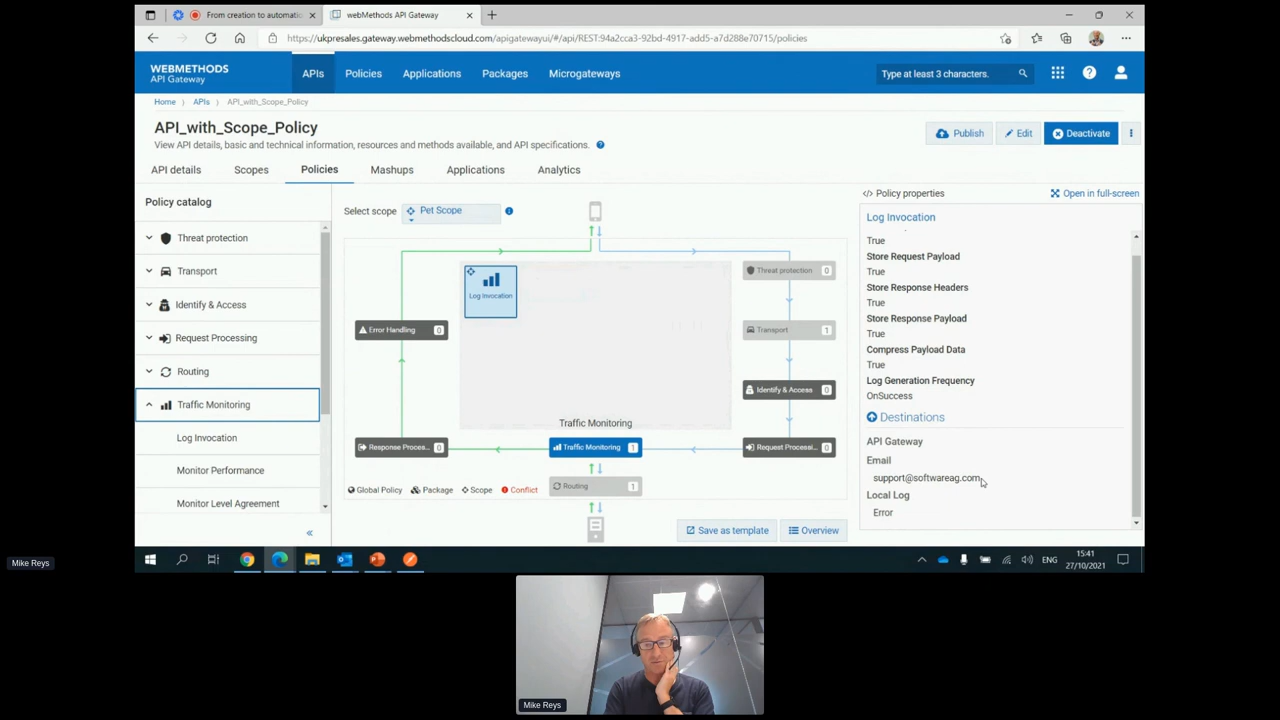 From creation to automatic
webMethods API Gateway
https://ukpresales.gateway.webmethodscloud.com/apigatewayui/#/api/REST:94a2cca3-92bd-4917-add5-a7d288e70715/policies
WEBMETHODS
API Gateway
APIs
Policies
Applications
Packages
Microgateways
Type at least 3 characters.
Home
APIs
API_with_Scope_Policy
API_with_Scope_Policy
View API details, basic and technical information, resources and methods available, and API specifications.
Publish
Edit
Deactivate
API details
Scopes
Policies
Mashups
Applications
Analytics
Policy catalog
Threat protection
Transport
Identify & Access
Request Processing
Routing
Traffic Monitoring
Log Invocation
Monitor Performance
Monitor Level Agreement
Select scope
Pet Scope
Log Invocation
Threat protection 0
Error Handling 0
Transport 1
Identify & Access 0
Traffic Monitoring
Response Proces... 0
Traffic Monitoring 1
Request Processi... 0
Routing 1
Global Policy
Package
Scope
Conflict
Save as template
Overview
</> Policy properties
Open in full-screen
Log Invocation
True
Store Request Payload
True
Store Response Headers
True
Store Response Payload
True
Compress Payload Data
True
Log Generation Frequency
OnSuccess
Destinations
API Gateway
Email
support@softwareag.com
Local Log
Error
ENG
15:41
27/10/2021
Mike Reys
Mike Reys